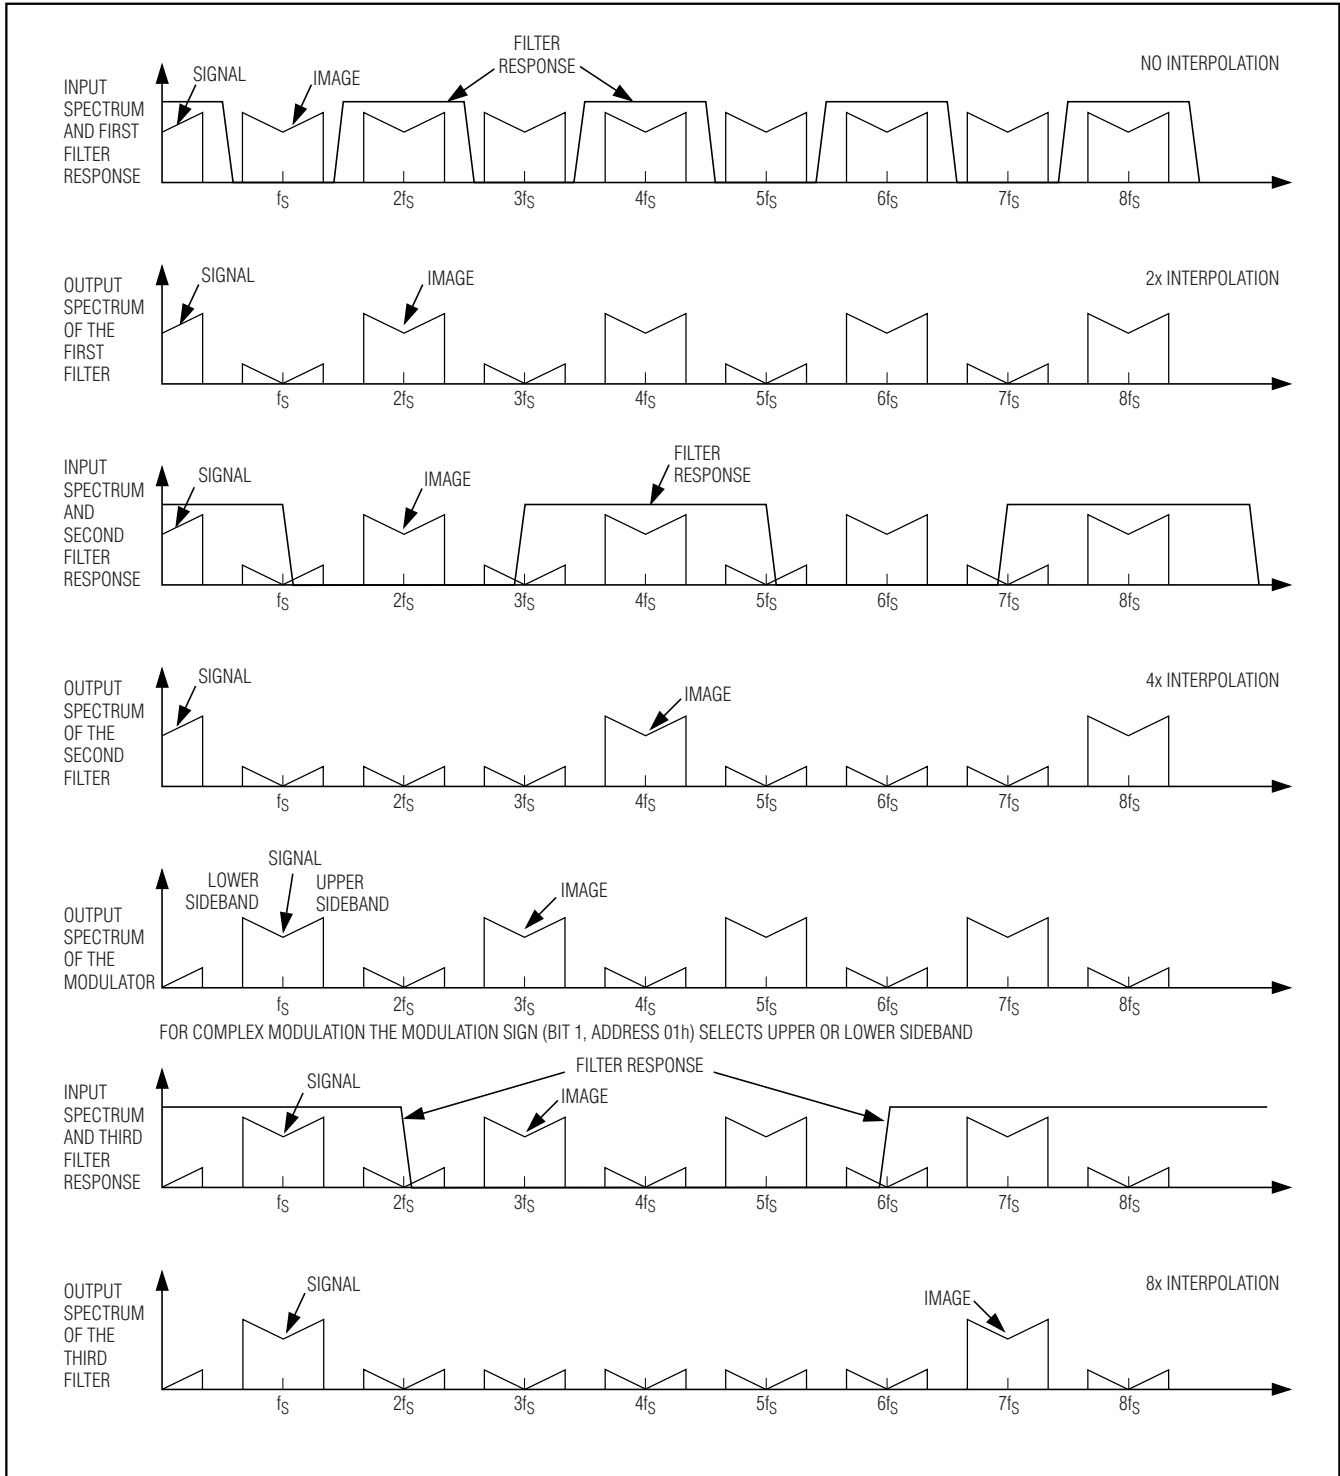 NO INTERPOLATION
FILTER
RESPONSE
SIGNAL
IMAGE
INPUT
SPECTRUM
AND FIRST
FILTER
RESPONSE
fS 2fS 3fS 4fS 5fS 6fS 7fS 8fS
2x INTERPOLATION
SIGNAL
IMAGE
OUTPUT
SPECTRUM
OF THE
FIRST
FILTER
fS 2fS 3fS 4fS 5fS 6fS 7fS 8fS
FILTER
RESPONSE
SIGNAL
IMAGE
INPUT
SPECTRUM
AND
SECOND
FILTER
RESPONSE
fS 2fS 3fS 4fS 5fS 6fS 7fS 8fS
4x INTERPOLATION
SIGNAL
IMAGE
OUTPUT
SPECTRUM
OF THE
SECOND
FILTER
fS 2fS 3fS 4fS 5fS 6fS 7fS 8fS
SIGNAL
LOWER
SIDEBAND
UPPER
SIDEBAND
IMAGE
OUTPUT
SPECTRUM
OF THE
MODULATOR
fS 2fS 3fS 4fS 5fS 6fS 7fS 8fS
FOR COMPLEX MODULATION THE MODULATION SIGN (BIT 1, ADDRESS 01h) SELECTS UPPER OR LOWER SIDEBAND
FILTER RESPONSE
SIGNAL
IMAGE
INPUT
SPECTRUM
AND THIRD
FILTER
RESPONSE
fS 2fS 3fS 4fS 5fS 6fS 7fS 8fS
8x INTERPOLATION
SIGNAL
IMAGE
OUTPUT
SPECTRUM
OF THE
THIRD
FILTER
fS 2fS 3fS 4fS 5fS 6fS 7fS 8fS